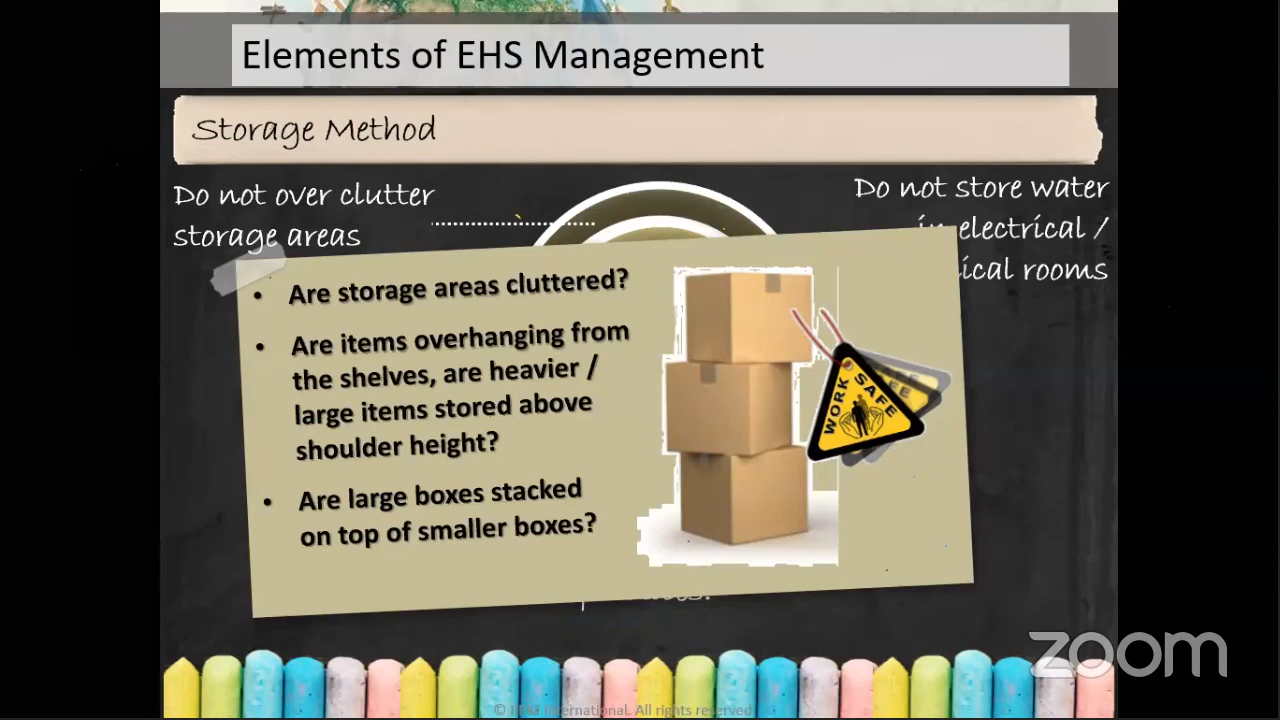 Elements of EHS Management
Storage Method
Do not over clutter
storage areas
Do not store water
in electrical /
rooms
• Are storage areas cluttered?
• Are items overhanging from
the shelves, are heavier /
large items stored above
shoulder height?
• Are large boxes stacked
on top of smaller boxes?
WORK SAFE
zoom
© International. All rights reserved